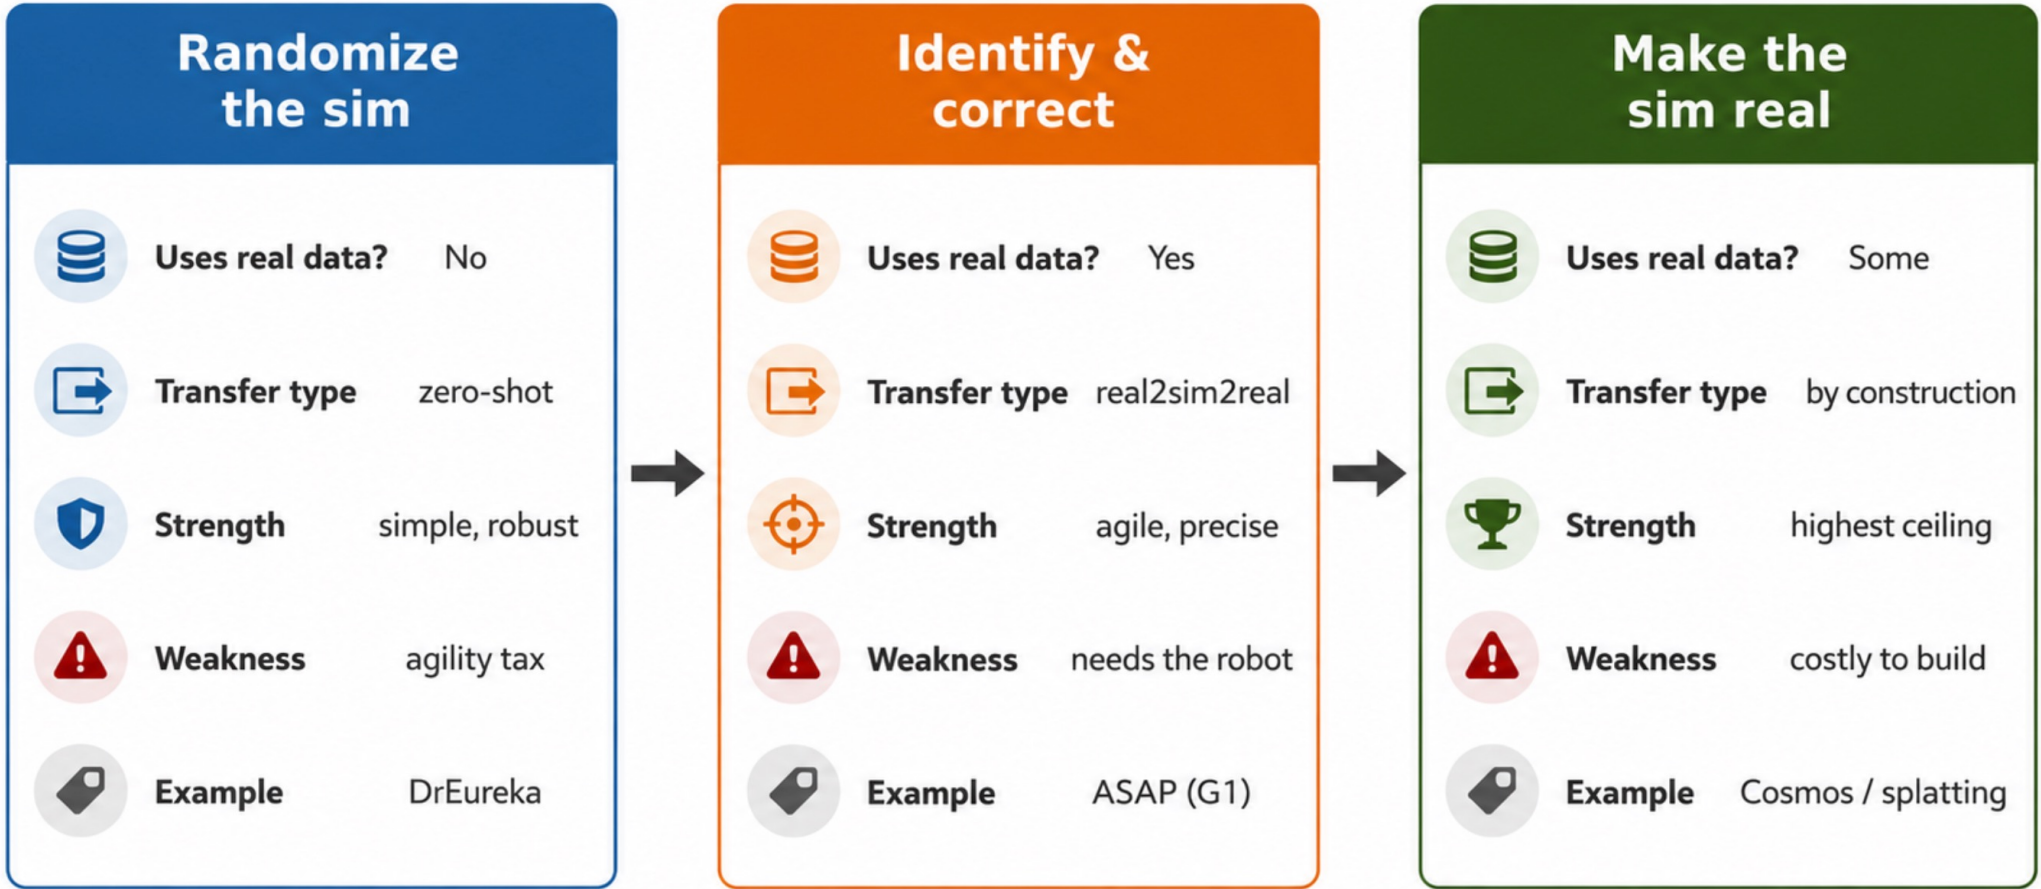 Randomize
the sim
Uses real data? No
Transfer type zero-shot
Strength simple, robust
Weakness agility tax
Example DrEureka
Identify &
correct
Uses real data? Yes
Transfer type real2sim2real
Strength agile, precise
Weakness needs the robot
Example ASAP (G1)
Make the
sim real
Uses real data? Some
Transfer type by construction
Strength highest ceiling
Weakness costly to build
Example Cosmos / splatting